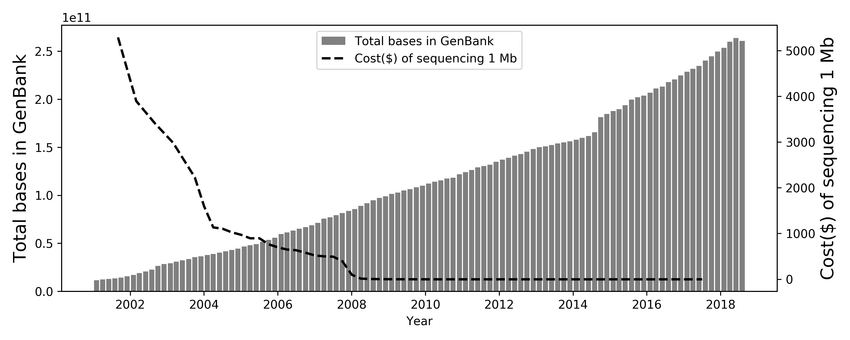 1e11
Total bases in GenBank
Cost($) of sequencing 1 Mb
2.5
2.0
1.5
1.0
0.5
0.0
Total bases in GenBank
5000
4000
3000
2000
1000
0
Cost($) of sequencing 1 Mb
2002 2004 2006 2008 2010 2012 2014 2016 2018
Year